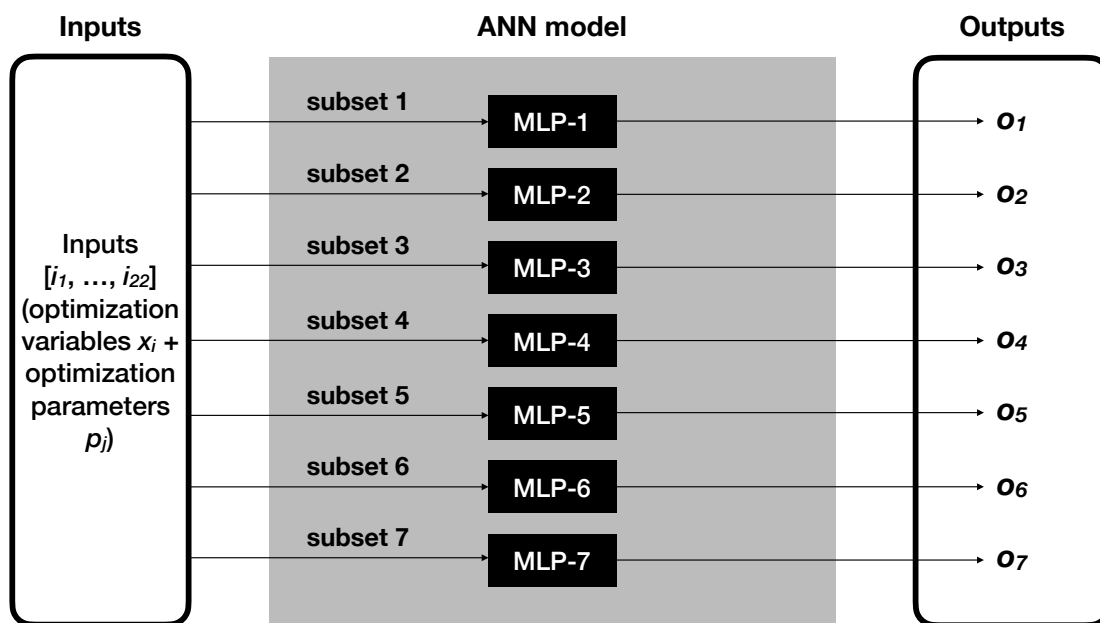 Inputs
ANN model
Outputs
Inputs
[i1, …, i22]
(optimization
variables xi +
optimization
parameters
pj)
subset 1
MLP-1
o1
subset 2
MLP-2
o2
subset 3
MLP-3
o3
subset 4
MLP-4
o4
subset 5
MLP-5
o5
subset 6
MLP-6
o6
subset 7
MLP-7
o7